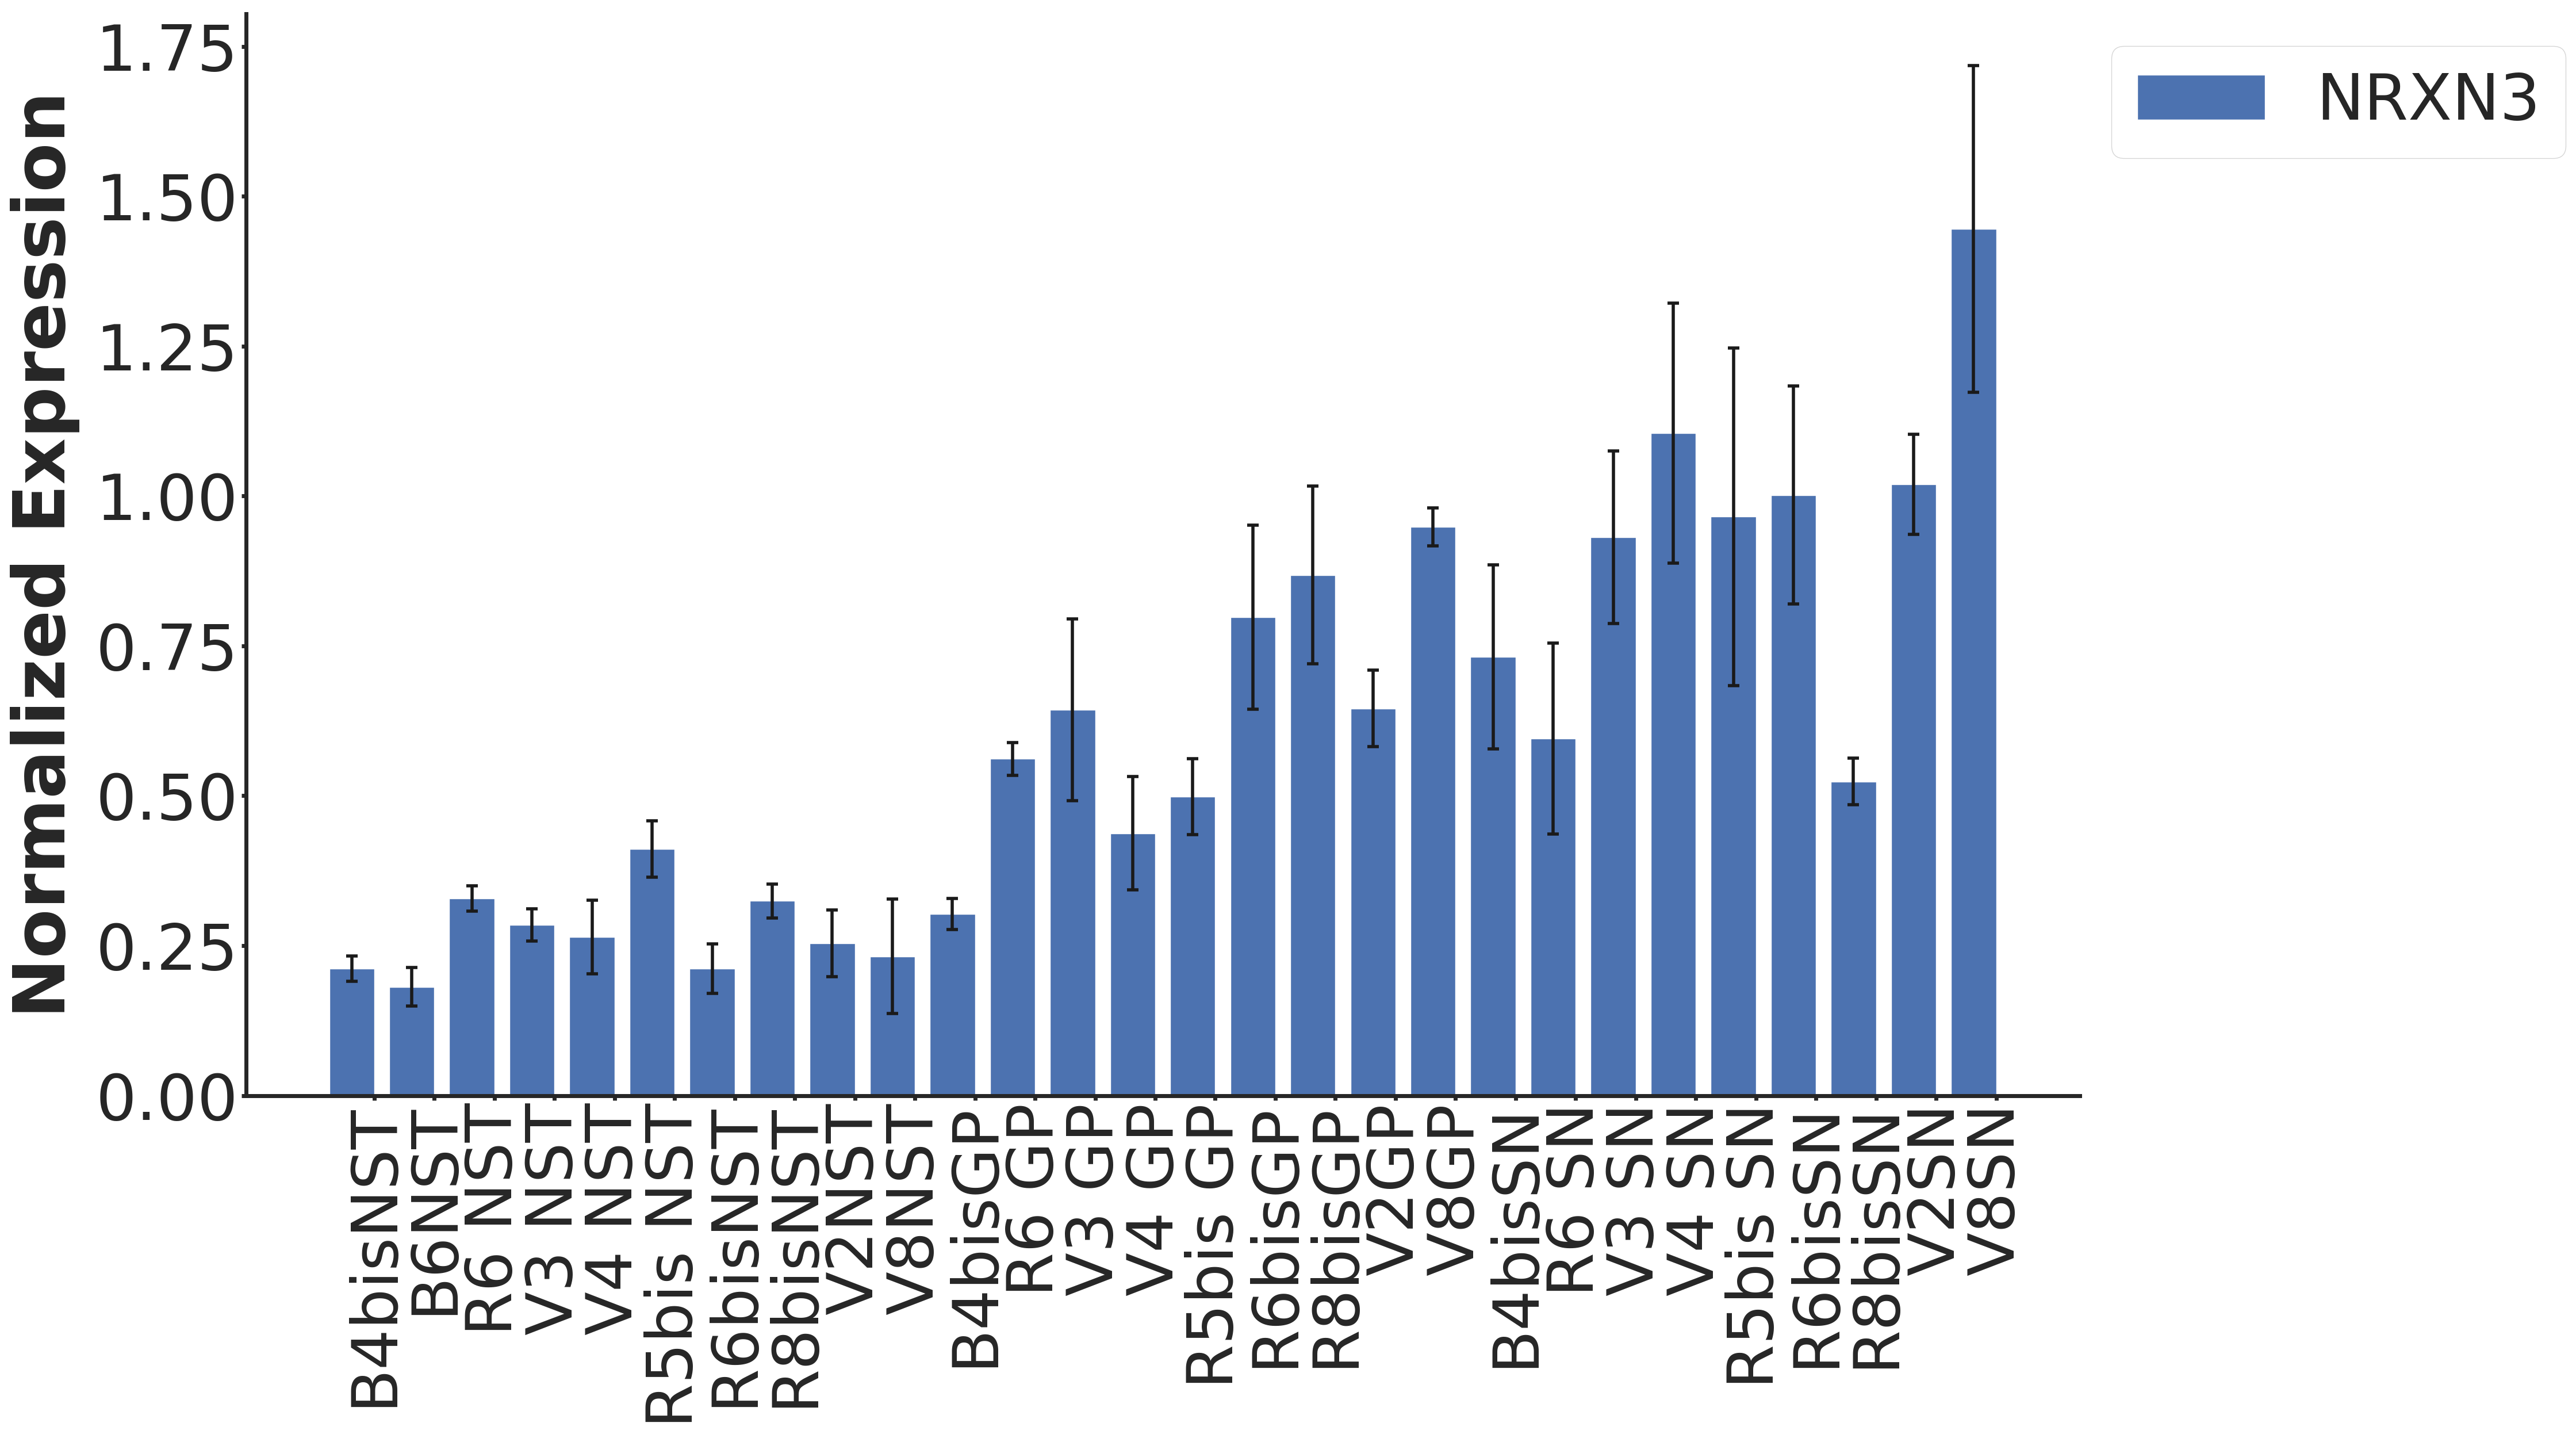 Normalized Expression
1.75
1.50
1.25
1.00
0.75
0.50
0.25
0.00
B4bisNST
B6NST
R6 NST
V3 NST
V4 NST
R5bis NST
R6bisNST
R8bisNST
V2NST
V8NST
B4bisGP
R6 GP
V3 GP
V4 GP
R5bis GP
R6bisGP
R8bisGP
V2GP
V8GP
B4bisSN
R6 SN
V3 SN
V4 SN
R5bis SN
R6bisSN
R8bisSN
V2SN
V8SN
NRXN3